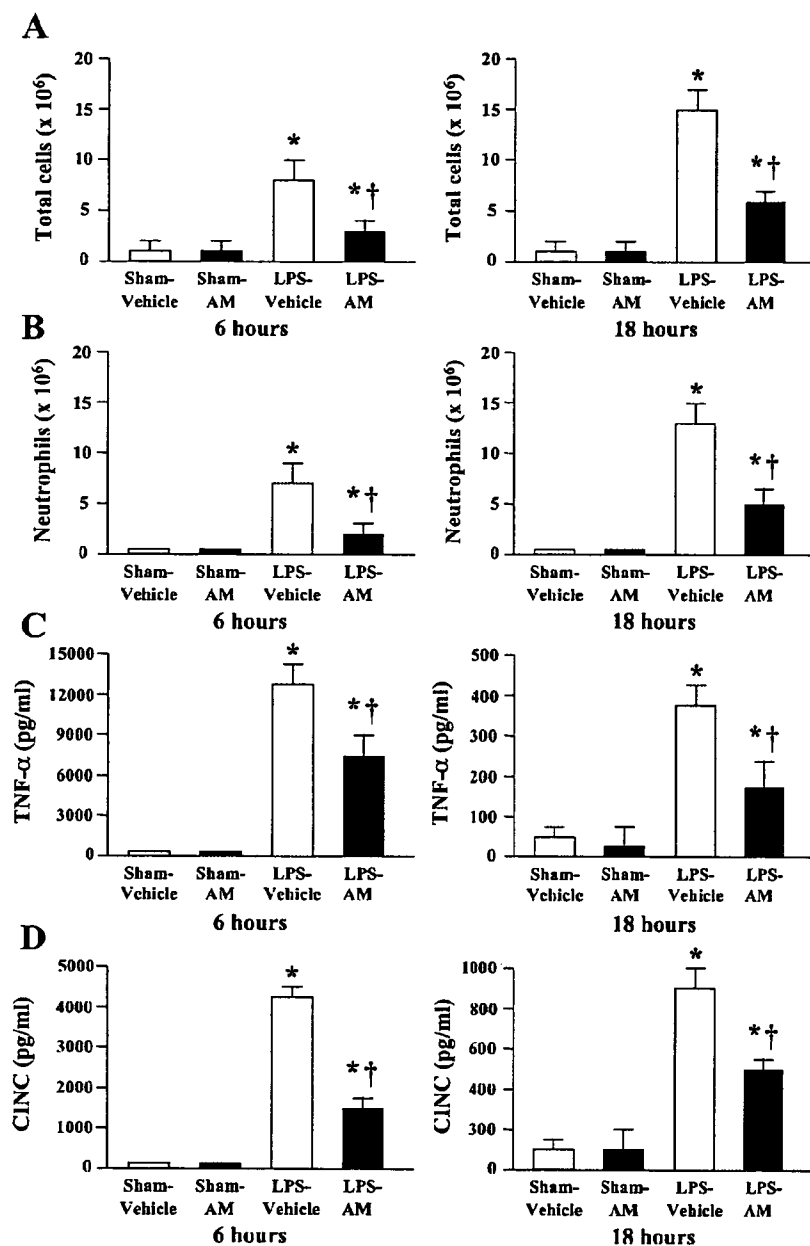 A
Total cells (x 10⁶)
20
15
10
5
0
*
*†
Sham-Vehicle
Sham-AM
LPS-Vehicle
LPS-AM
6 hours
Total cells (x 10⁶)
20
15
10
5
0
*
*†
Sham-Vehicle
Sham-AM
LPS-Vehicle
LPS-AM
18 hours
B
Neutrophils (x 10⁶)
20
15
10
5
0
*
*†
Sham-Vehicle
Sham-AM
LPS-Vehicle
LPS-AM
6 hours
Neutrophils (x 10⁶)
20
15
10
5
0
*
*†
Sham-Vehicle
Sham-AM
LPS-Vehicle
LPS-AM
18 hours
C
TNF-α (pg/ml)
15000
12000
9000
6000
3000
0
*
*†
Sham-Vehicle
Sham-AM
LPS-Vehicle
LPS-AM
6 hours
TNF-α (pg/ml)
500
400
300
200
100
0
*
*†
Sham-Vehicle
Sham-AM
LPS-Vehicle
LPS-AM
18 hours
D
CINC (pg/ml)
5000
4000
3000
2000
1000
0
*
*†
Sham-Vehicle
Sham-AM
LPS-Vehicle
LPS-AM
6 hours
CINC (pg/ml)
1000
800
600
400
300
0
*
*†
Sham-Vehicle
Sham-AM
LPS-Vehicle
LPS-AM
18 hours